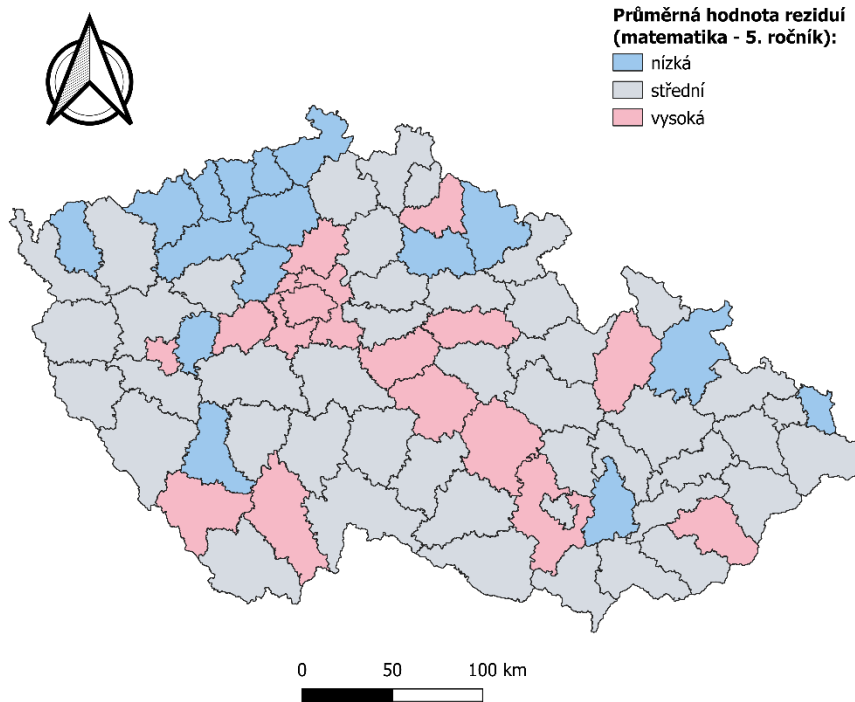 Průměrná hodnota reziduí
(matematika - 5. ročník):
nízká
střední
vysoká
0 50 100 km